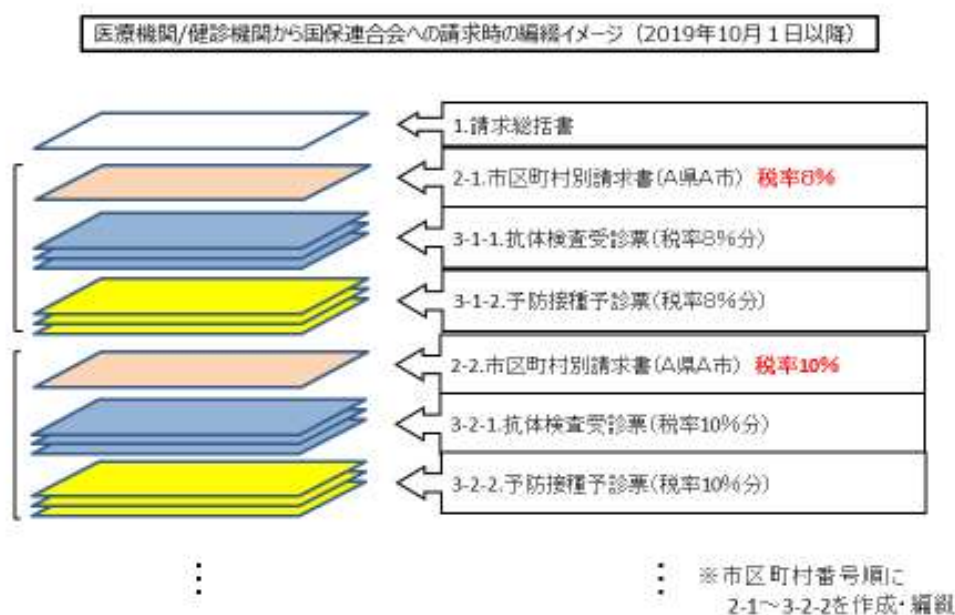 医療機関/健診機関から国保連合会への請求時の編綴イメージ（2019年10月1日以降）
1.請求総括書
2-1.市区町村別請求書(A県A市) 税率8%
3-1-1.抗体検査受診票(税率8%分)
3-1-2.予防接種予診票(税率8%分)
2-2.市区町村別請求書(A県A市) 税率10%
3-2-1.抗体検査受診票(税率10%分)
3-2-2.予防接種予診票(税率10%分)
⋮ ⋮
※市区町村番号順に
2-1～3-2-2を作成・編綴